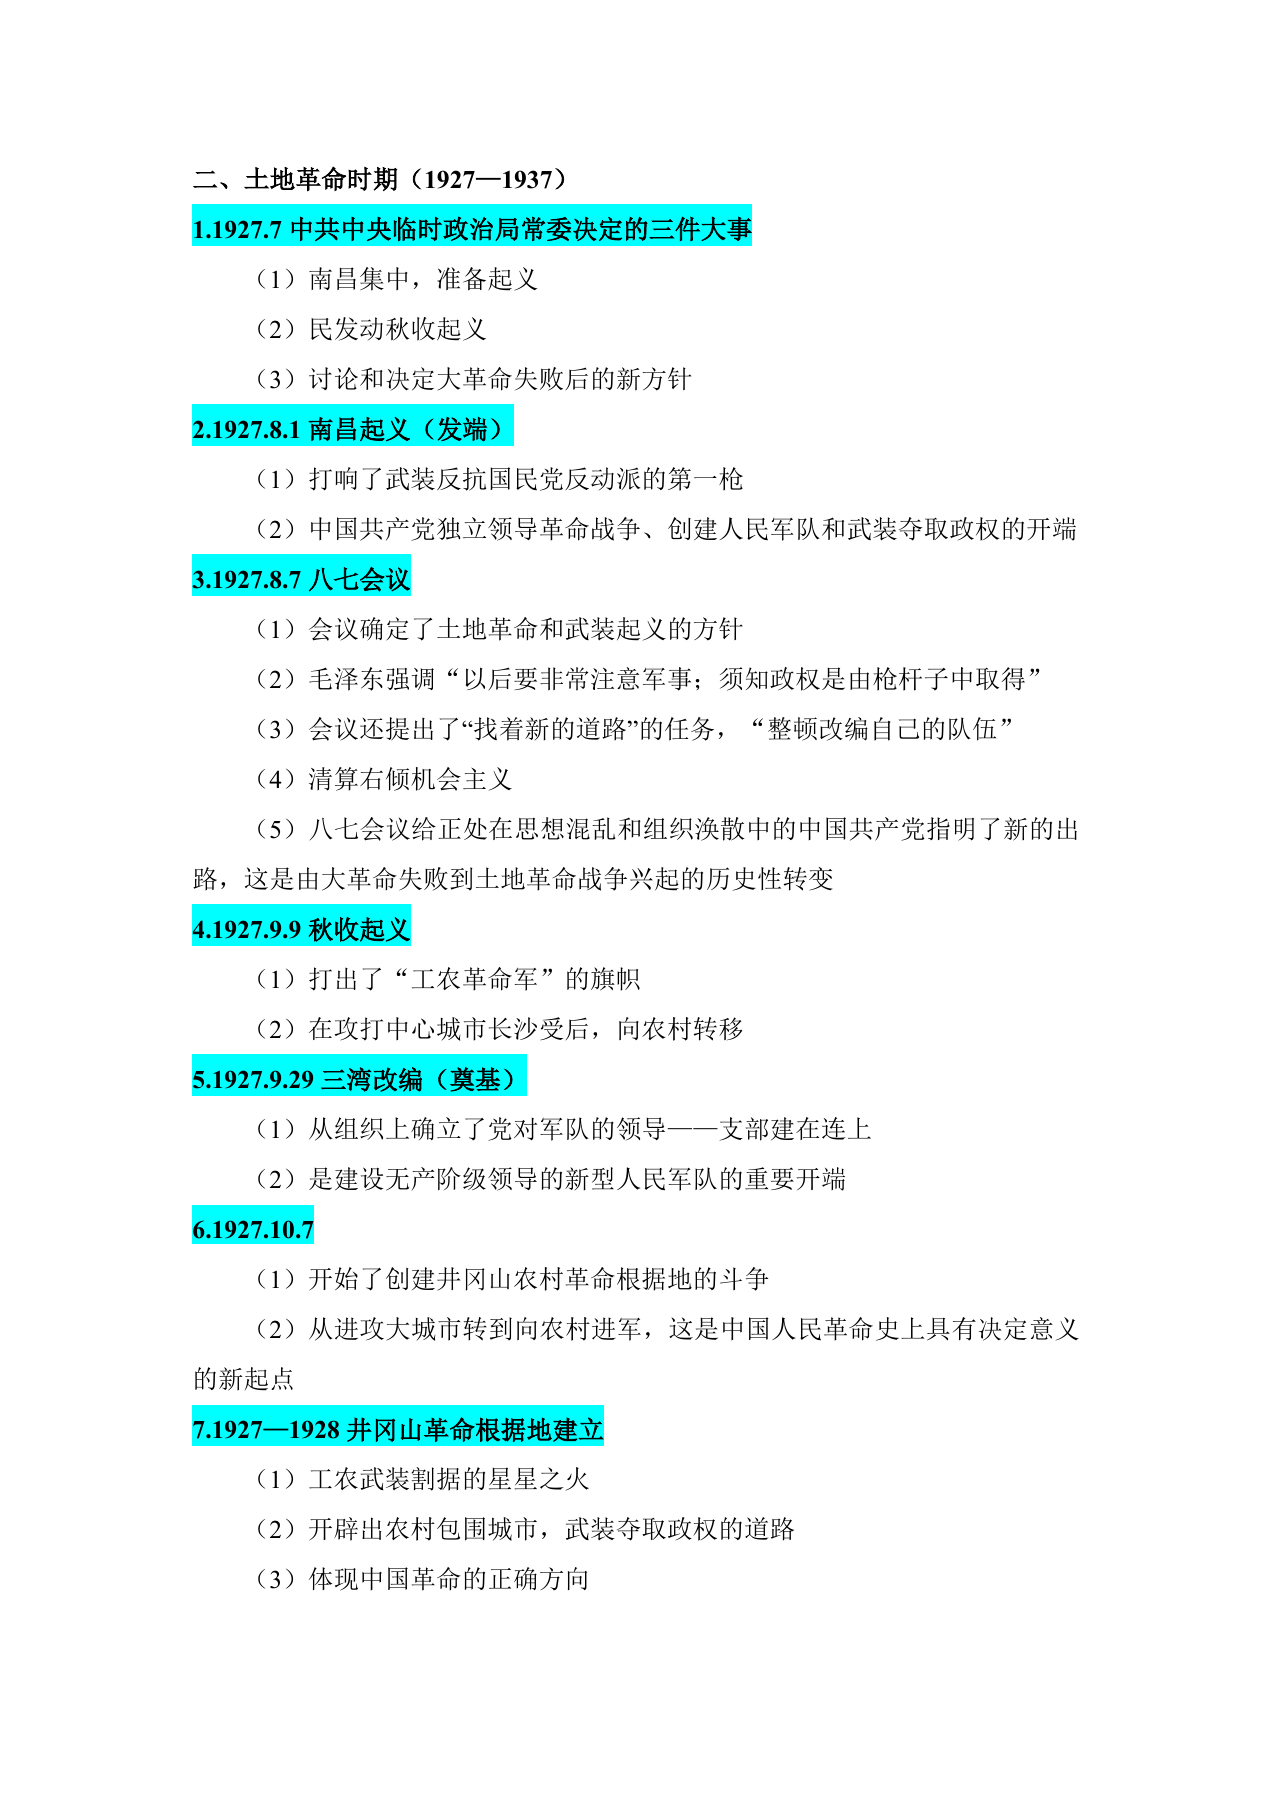 二、土地革命时期（1927—1937）
1.1927.7 中共中央临时政治局常委决定的三件大事
（1）南昌集中，准备起义
（2）民发动秋收起义
（3）讨论和决定大革命失败后的新方针
2.1927.8.1 南昌起义（发端）
（1）打响了武装反抗国民党反动派的第一枪
（2）中国共产党独立领导革命战争、创建人民军队和武装夺取政权的开端
3.1927.8.7 八七会议
（1）会议确定了土地革命和武装起义的方针
（2）毛泽东强调“以后要非常注意军事；须知政权是由枪杆子中取得”
（3）会议还提出了“找着新的道路”的任务，“整顿改编自己的队伍”
（4）清算右倾机会主义
（5）八七会议给正处在思想混乱和组织涣散中的中国共产党指明了新的出
路，这是由大革命失败到土地革命战争兴起的历史性转变
4.1927.9.9 秋收起义
（1）打出了“工农革命军”的旗帜
（2）在攻打中心城市长沙受后，向农村转移
5.1927.9.29 三湾改编（奠基）
（1）从组织上确立了党对军队的领导——支部建在连上
（2）是建设无产阶级领导的新型人民军队的重要开端
6.1927.10.7
（1）开始了创建井冈山农村革命根据地的斗争
（2）从进攻大城市转到向农村进军，这是中国人民革命史上具有决定意义
的新起点
7.1927—1928 井冈山革命根据地建立
（1）工农武装割据的星星之火
（2）开辟出农村包围城市，武装夺取政权的道路
（3）体现中国革命的正确方向